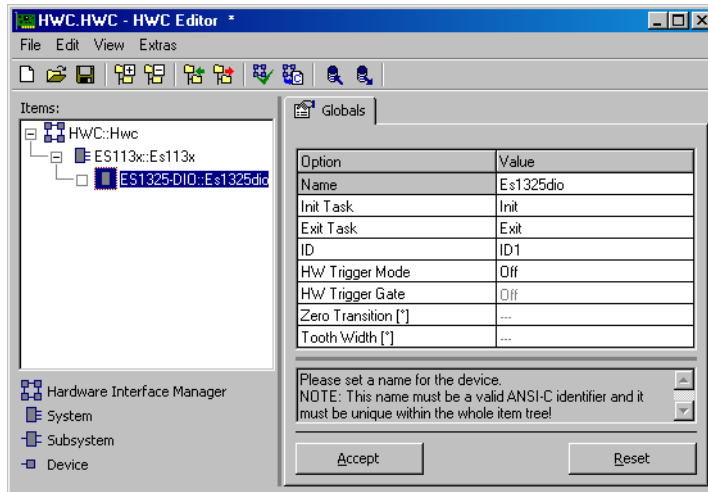 HWC.HWC - HWC Editor *
File Edit View Extras
Items:
HWC::Hwc
ES113x::Es113x
ES1325-DIO::Es1325dio
Hardware Interface Manager
System
Subsystem
Device
Globals
Option Value
Name Es1325dio
Init Task Init
Exit Task Exit
ID ID1
HW Trigger Mode Off
HW Trigger Gate Off
Zero Transition [°] ---
Tooth Width [°] ---
Please set a name for the device.
NOTE: This name must be a valid ANSI-C identifier and it
must be unique within the whole item tree!
Accept Reset